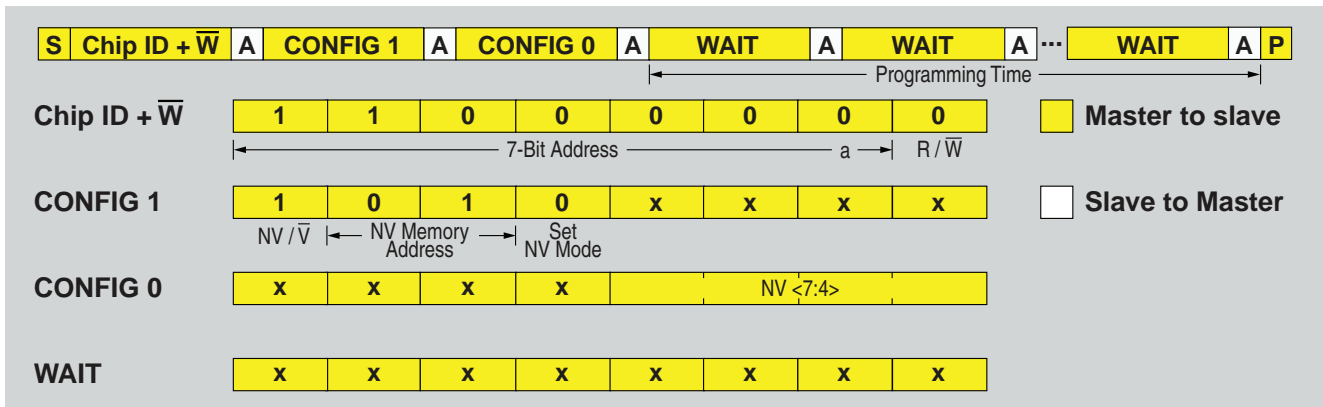 S Chip ID + W̅ A CONFIG 1 A CONFIG 0 A WAIT A WAIT A ... WAIT A P
Programming Time
Chip ID + W̅ 1 1 0 0 0 0 0 0 Master to slave
7-Bit Address a R / W̅
CONFIG 1 1 0 1 0 x x x x Slave to Master
NV / V̅ NV Memory Address Set NV Mode
CONFIG 0 x x x x NV <7:4>
WAIT x x x x x x x x